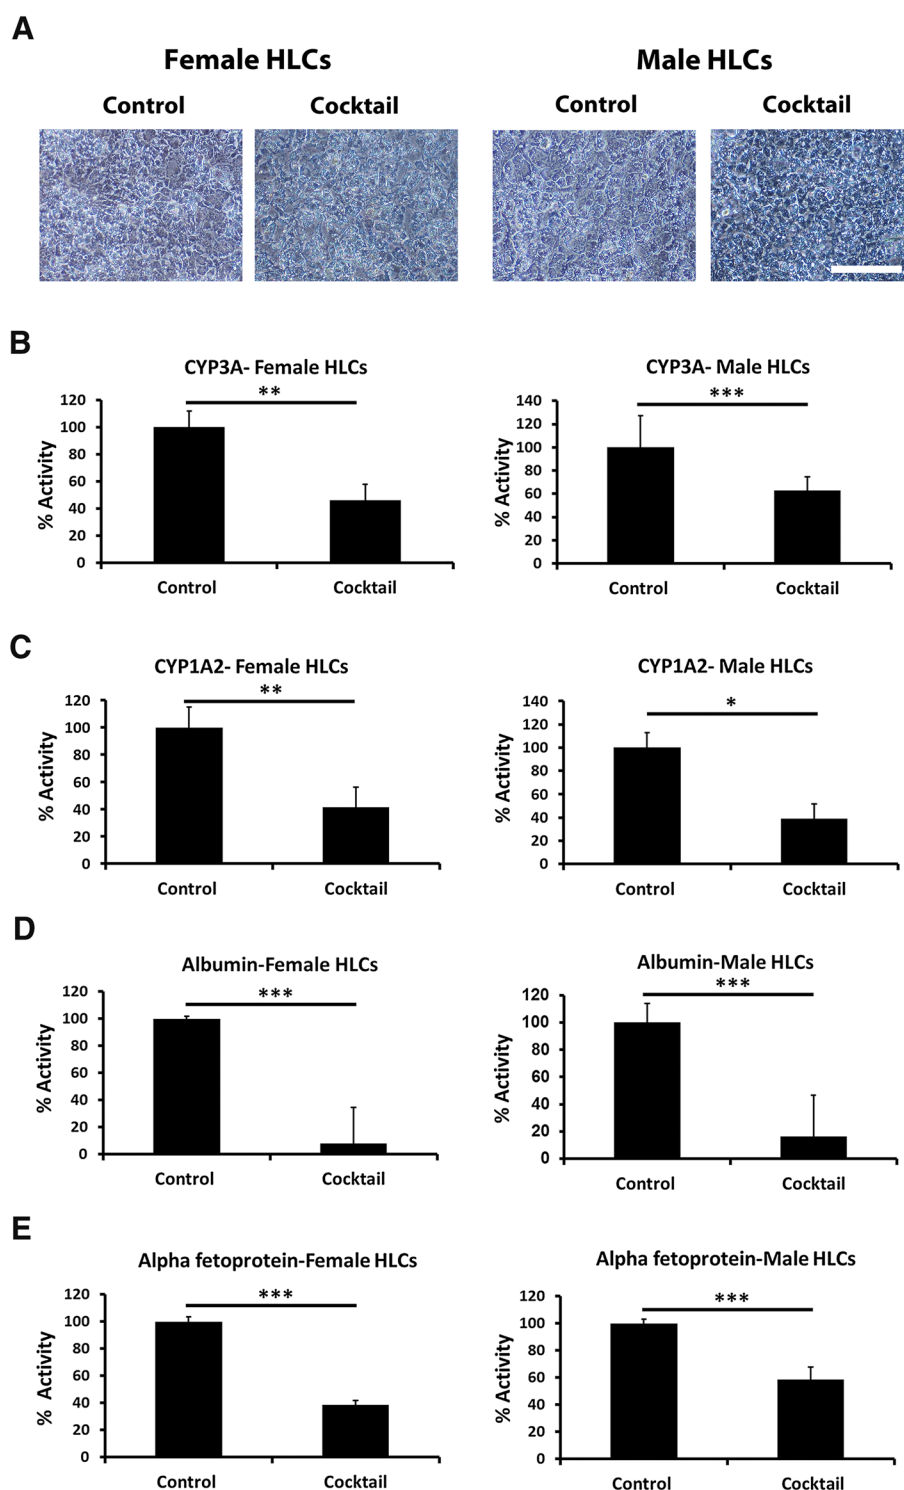 A
Female HLCs
Male HLCs
Control
Cocktail
Control
Cocktail
B
CYP3A- Female HLCs
**
120
100
80
60
40
20
0
% Activity
Control
Cocktail
CYP3A- Male HLCs
***
140
120
100
80
60
40
20
0
% Activity
Control
Cocktail
C
CYP1A2- Female HLCs
**
120
100
80
60
40
20
0
% Activity
Control
Cocktail
CYP1A2- Male HLCs
*
140
120
100
80
60
40
20
0
% Activity
Control
Cocktail
D
Albumin-Female HLCs
***
120
100
80
60
40
20
0
% Activity
Control
Cocktail
Albumin-Male HLCs
***
120
100
80
60
40
20
0
% Activity
Control
Cocktail
E
Alpha fetoprotein-Female HLCs
***
120
100
80
60
40
20
0
% Activity
Control
Cocktail
Alpha fetoprotein-Male HLCs
***
120
100
80
60
40
20
0
% Activity
Control
Cocktail